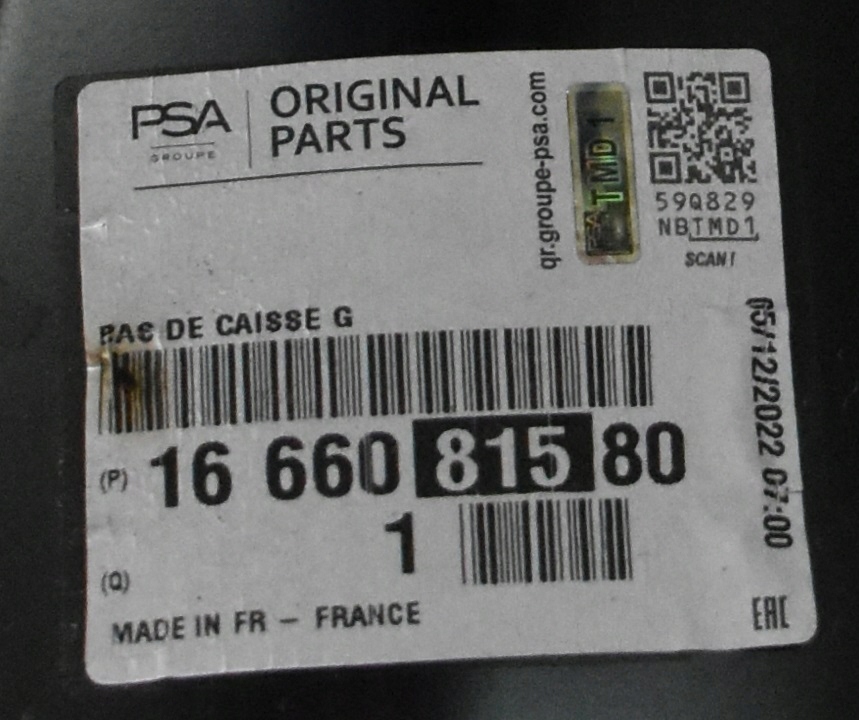 PSA
GROUPE
ORIGINAL
PARTS
qr.groupe-psa.com
PSA TMD 1
59Q829
NBTMD1
SCAN!
BAS DE CAISSE G
(P) 16 660 815 80
(Q) 1
MADE IN FR - FRANCE
05/12/2022 07:00
EAC